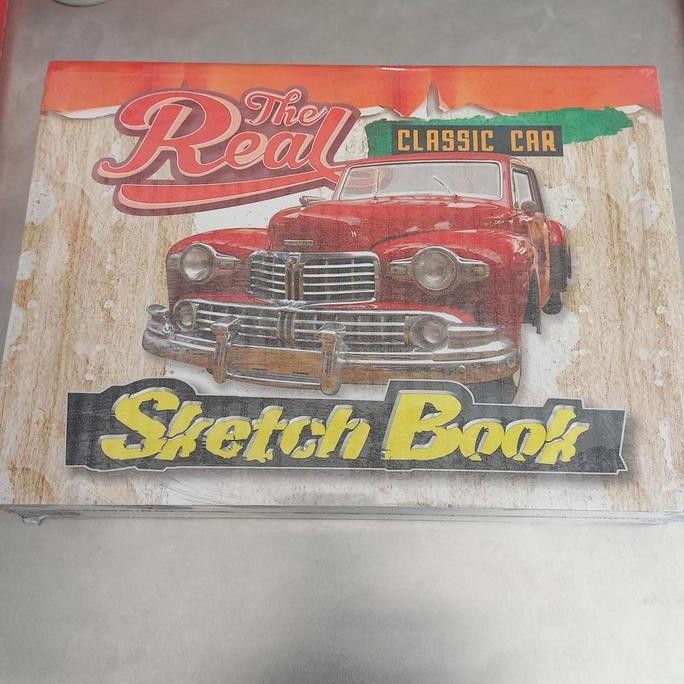 The
Real
CLASSIC CAR
Sketch Book